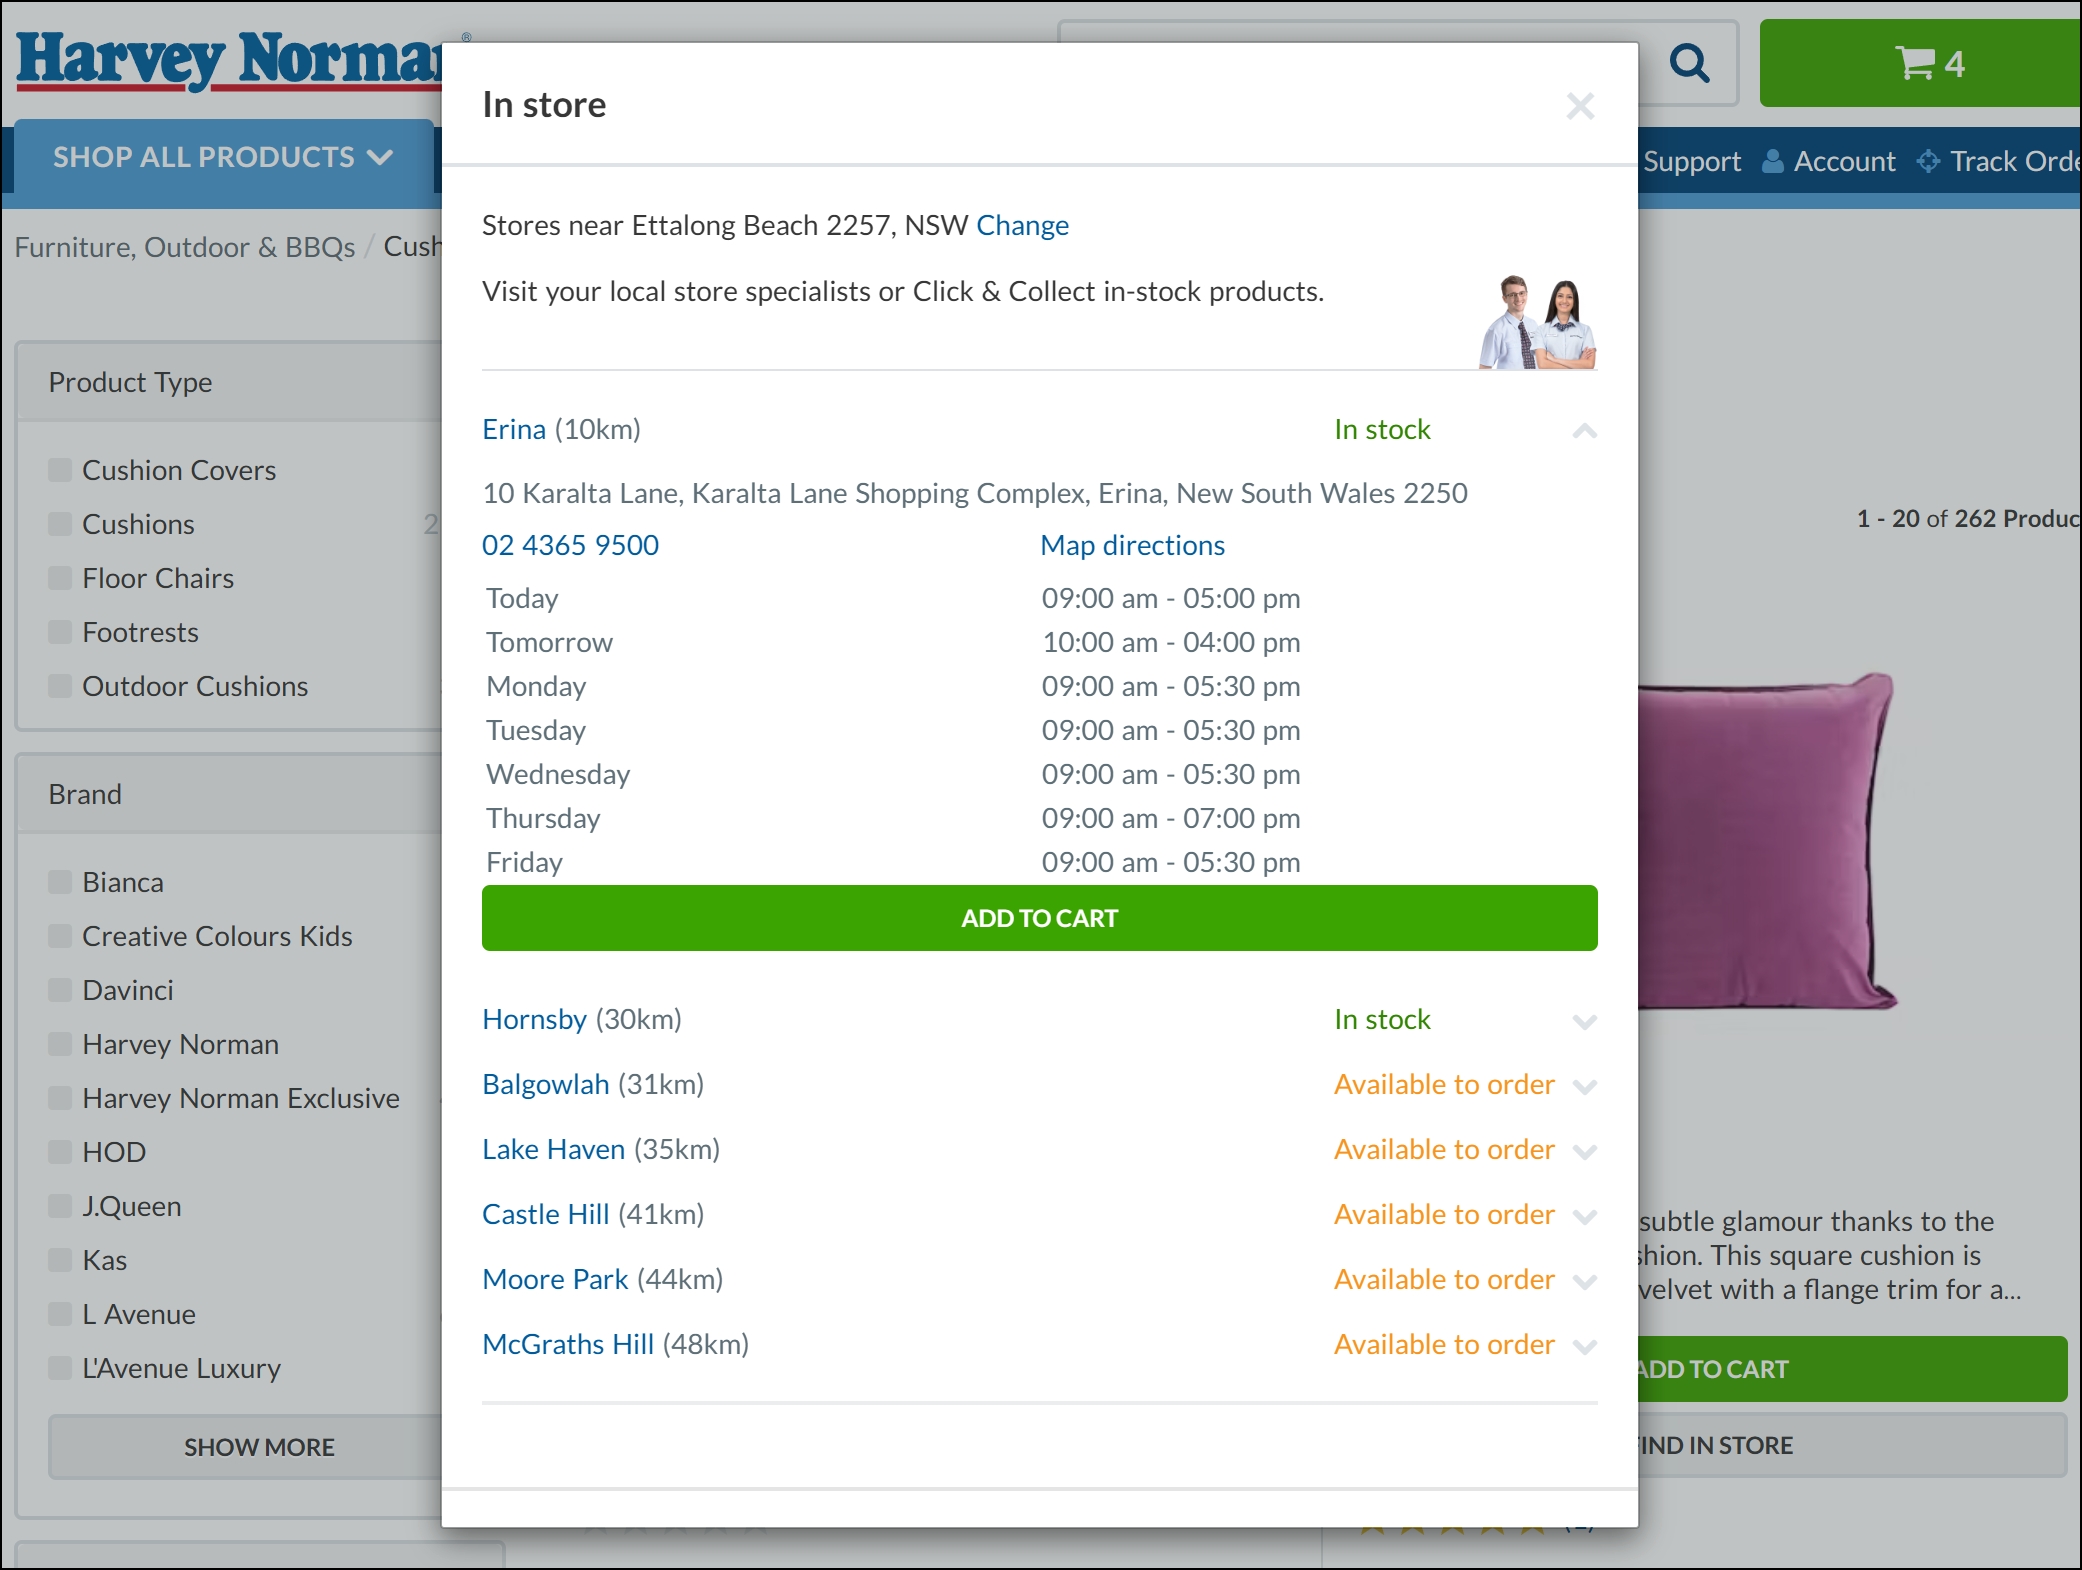 Harvey Norma
®
4
SHOP ALL PRODUCTS
Support
Account
Track Orde
Furniture, Outdoor & BBQs / Cush
In store
Stores near Ettalong Beach 2257, NSW Change
Visit your local store specialists or Click & Collect in-stock products.
Erina (10km) In stock
10 Karalta Lane, Karalta Lane Shopping Complex, Erina, New South Wales 2250
02 4365 9500 Map directions
Today 09:00 am - 05:00 pm
Tomorrow 10:00 am - 04:00 pm
Monday 09:00 am - 05:30 pm
Tuesday 09:00 am - 05:30 pm
Wednesday 09:00 am - 05:30 pm
Thursday 09:00 am - 07:00 pm
Friday 09:00 am - 05:30 pm
ADD TO CART
Hornsby (30km) In stock
Balgowlah (31km) Available to order
Lake Haven (35km) Available to order
Castle Hill (41km) Available to order
Moore Park (44km) Available to order
McGraths Hill (48km) Available to order
Product Type
Cushion Covers
Cushions 2
Floor Chairs
Footrests
Outdoor Cushions
Brand
Bianca
Creative Colours Kids
Davinci
Harvey Norman
Harvey Norman Exclusive
HOD
J.Queen
Kas
L Avenue
L'Avenue Luxury
SHOW MORE
1 - 20 of 262 Produc
subtle glamour thanks to the
shion. This square cushion is
velvet with a flange trim for a...
ADD TO CART
FIND IN STORE